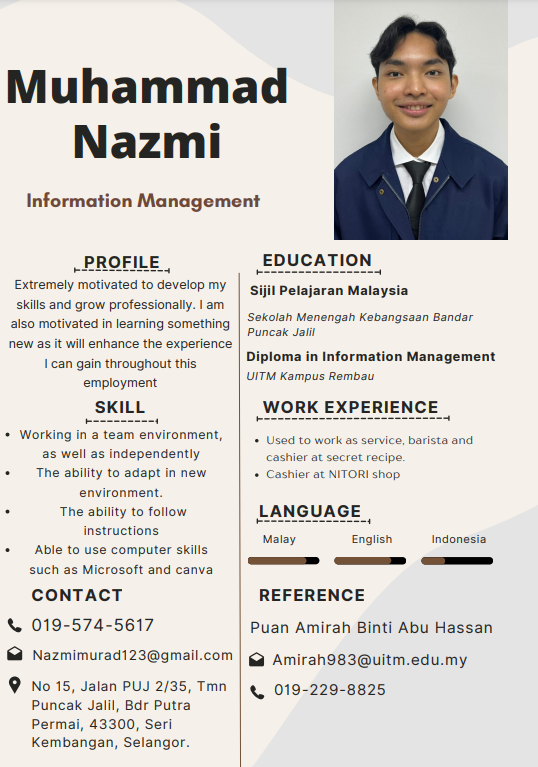 Muhammad
Nazmi
Information Management
PROFILE
Extremely motivated to develop my
skills and grow professionally. I am
also motivated in learning something
new as it will enhance the experience
I can gain throughout this
employment
SKILL
• Working in a team environment,
as well as independently
• The ability to adapt in new
environment.
• The ability to follow
instructions
• Able to use computer skills
such as Microsoft and canva
CONTACT
019-574-5617
Nazmimurad123@gmail.com
No 15, Jalan PUJ 2/35, Tmn
Puncak Jalil, Bdr Putra
Permai, 43300, Seri
Kembangan, Selangor.
EDUCATION
Sijil Pelajaran Malaysia
Sekolah Menengah Kebangsaan Bandar
Puncak Jalil
Diploma in Information Management
UITM Kampus Rembau
WORK EXPERIENCE
• Used to work as service, barista and
cashier at secret recipe.
• Cashier at NITORI shop
LANGUAGE
Malay English Indonesia
REFERENCE
Puan Amirah Binti Abu Hassan
Amirah983@uitm.edu.my
019-229-8825